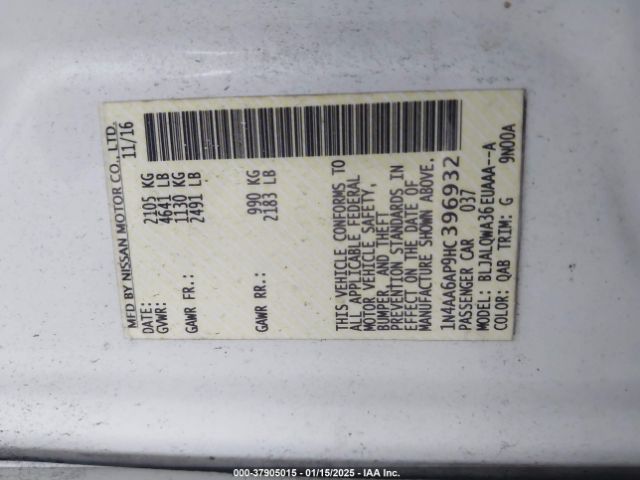 MFD BY NISSAN MOTOR CO., LTD.
DATE: 11/16
GVWR: 2105 KG
4641 LB
GAWR FR: 1130 KG
2491 LB
GAWR RR: 990 KG
2183 LB
THIS VEHICLE CONFORMS TO
ALL APPLICABLE FEDERAL
MOTOR VEHICLE SAFETY,
BUMPER, AND THEFT
PREVENTION STANDARDS IN
EFFECT ON THE DATE OF
MANUFACTURE SHOWN ABOVE.
1N4AA6AP9HC396932
PASSENGER CAR 037
MODEL: BLJALQWA36EUAAA--A
COLOR: QAB TRIM: G 9N00A
000-37905015 - 01/15/2025 - IAA Inc.